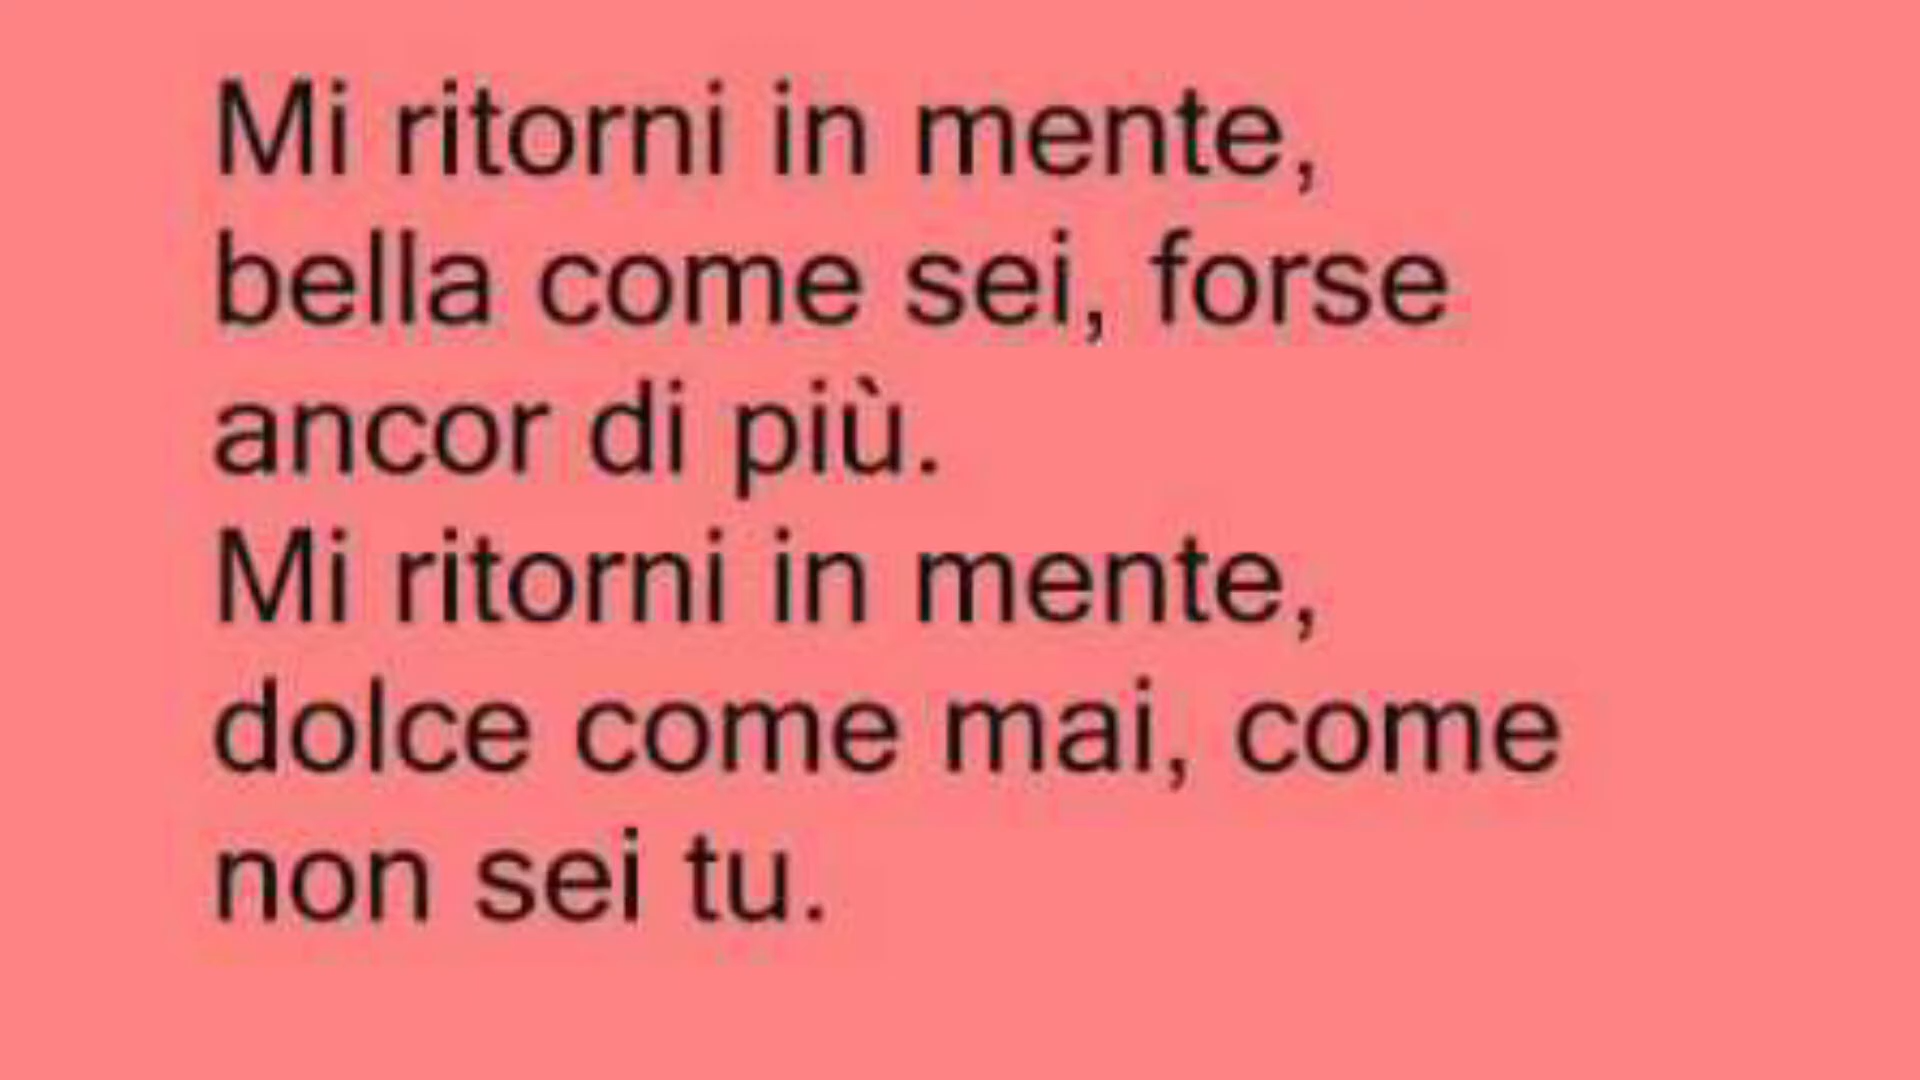 Mi ritorni in mente,
bella come sei, forse
ancor di più.
Mi ritorni in mente,
dolce come mai, come
non sei tu.